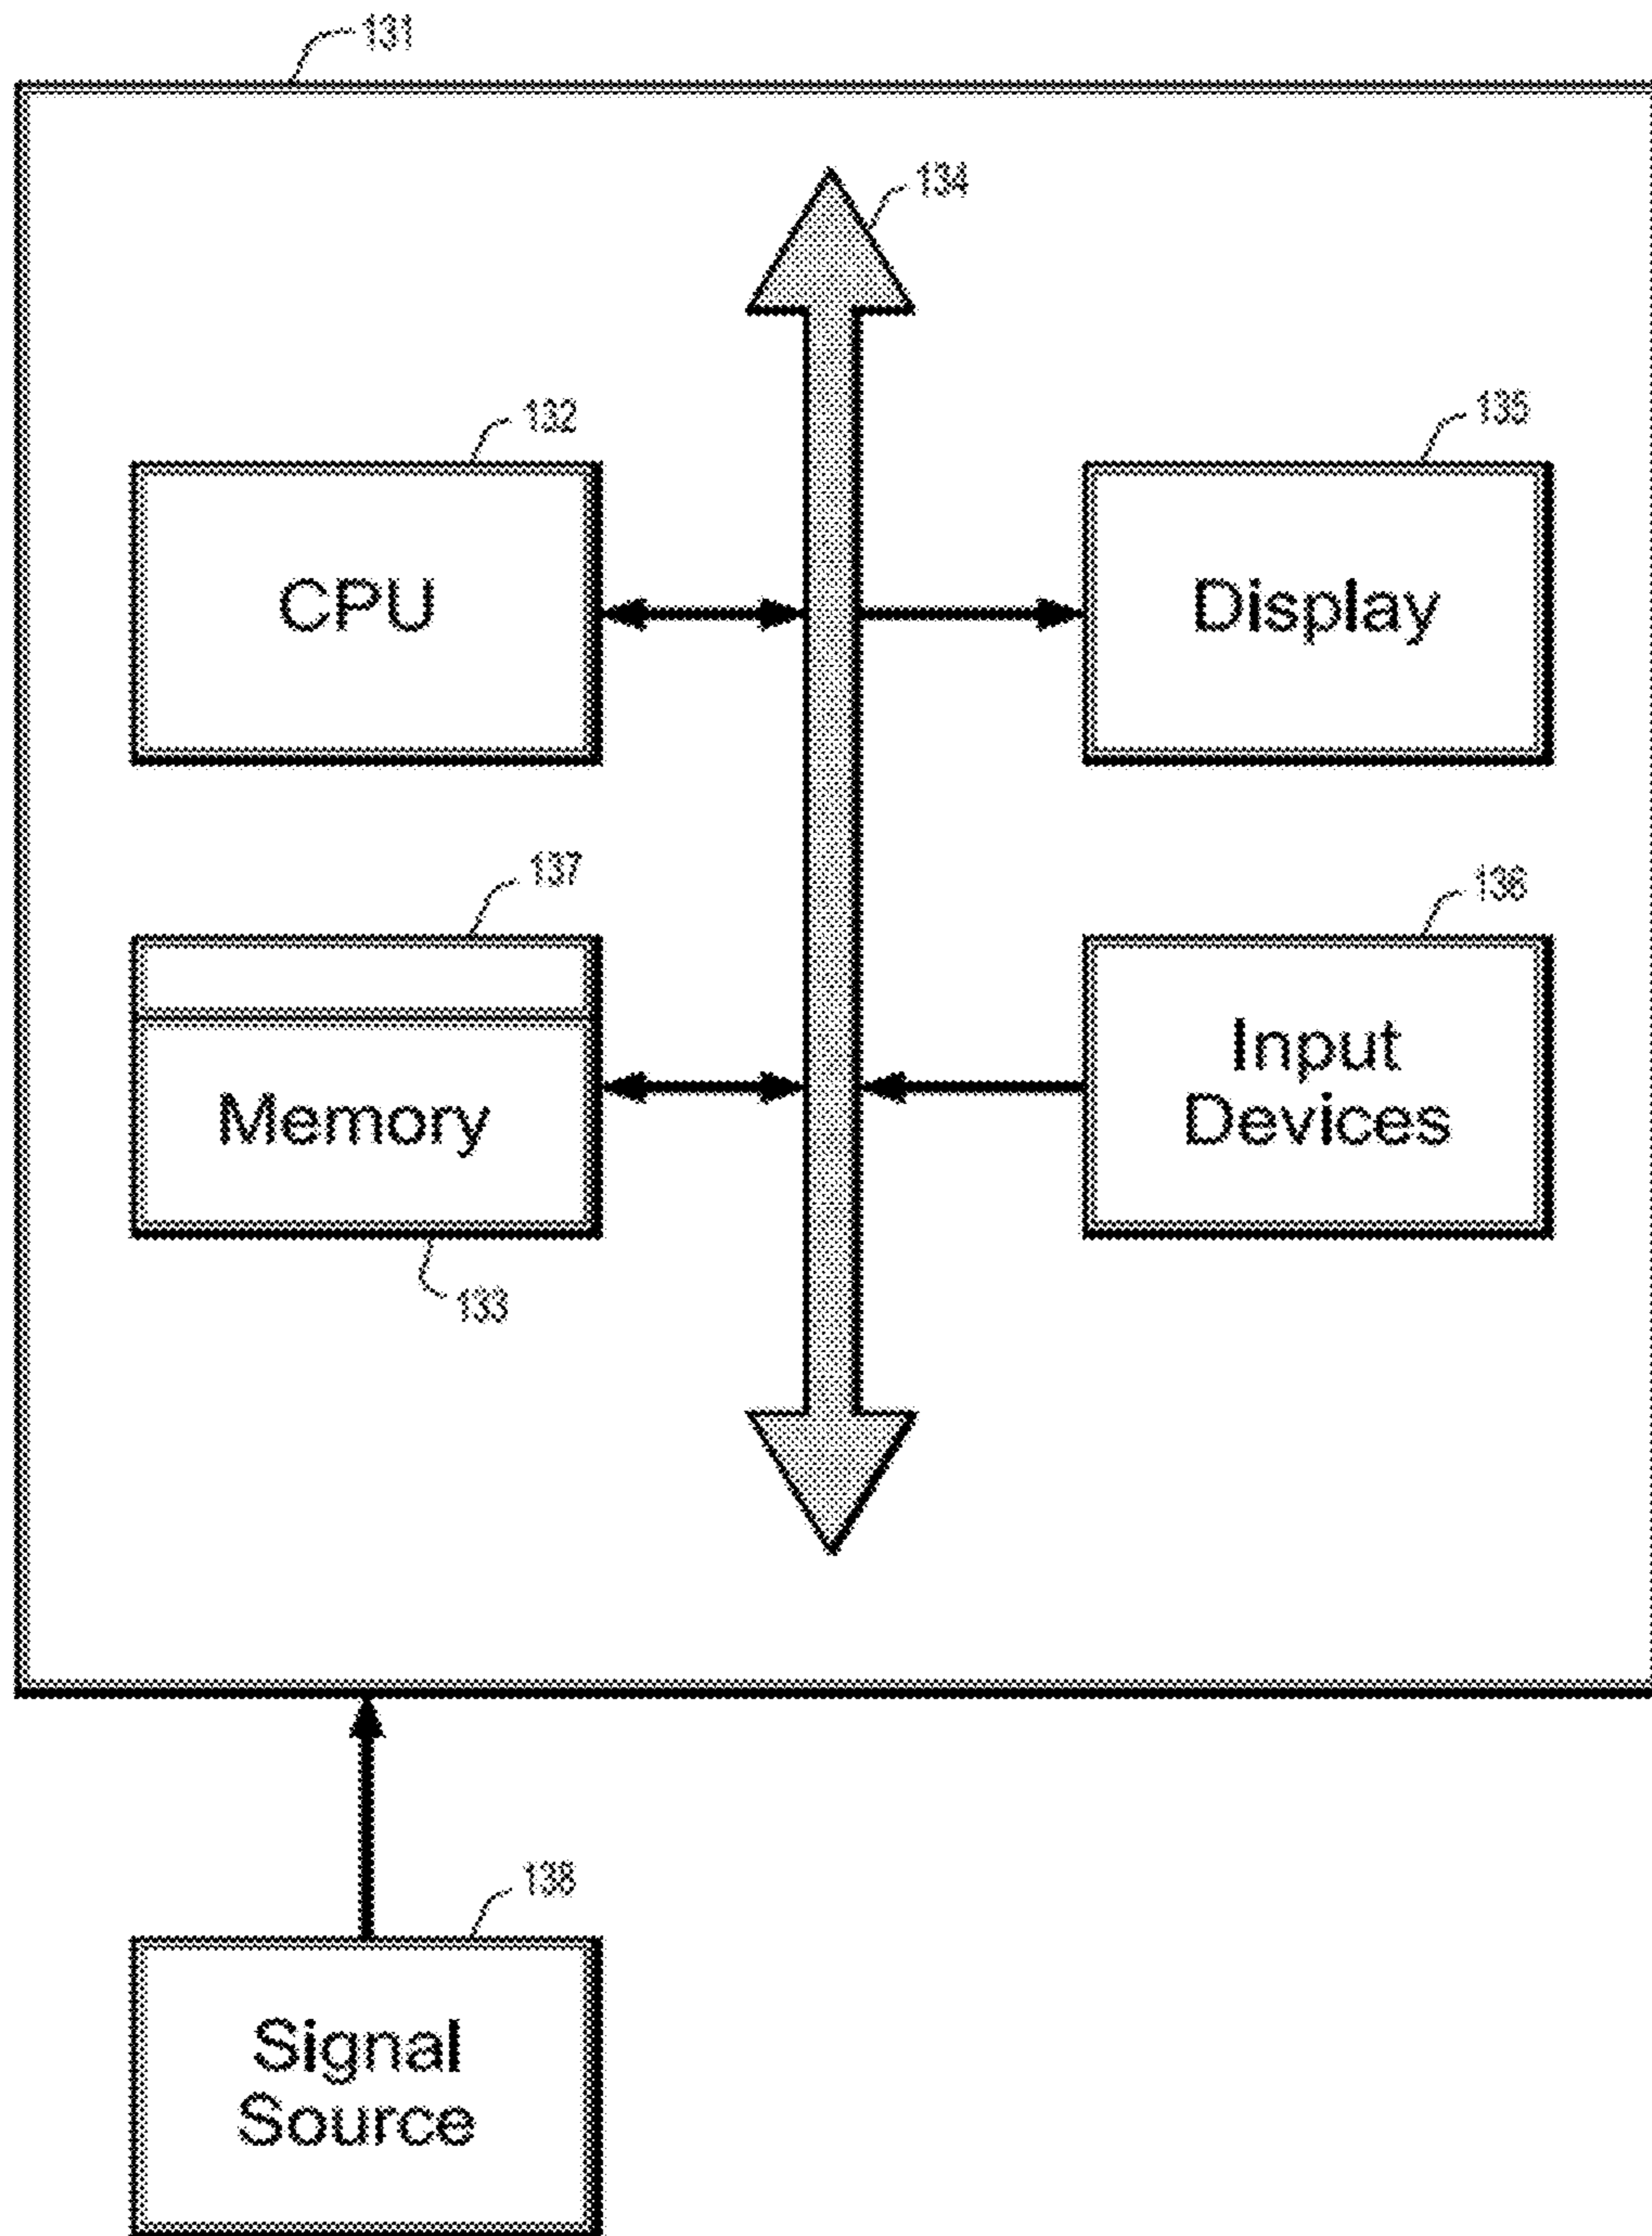 131
134
132
135
CPU
Display
137
136
Input
Devices
Memory
133
138
Signal
Source